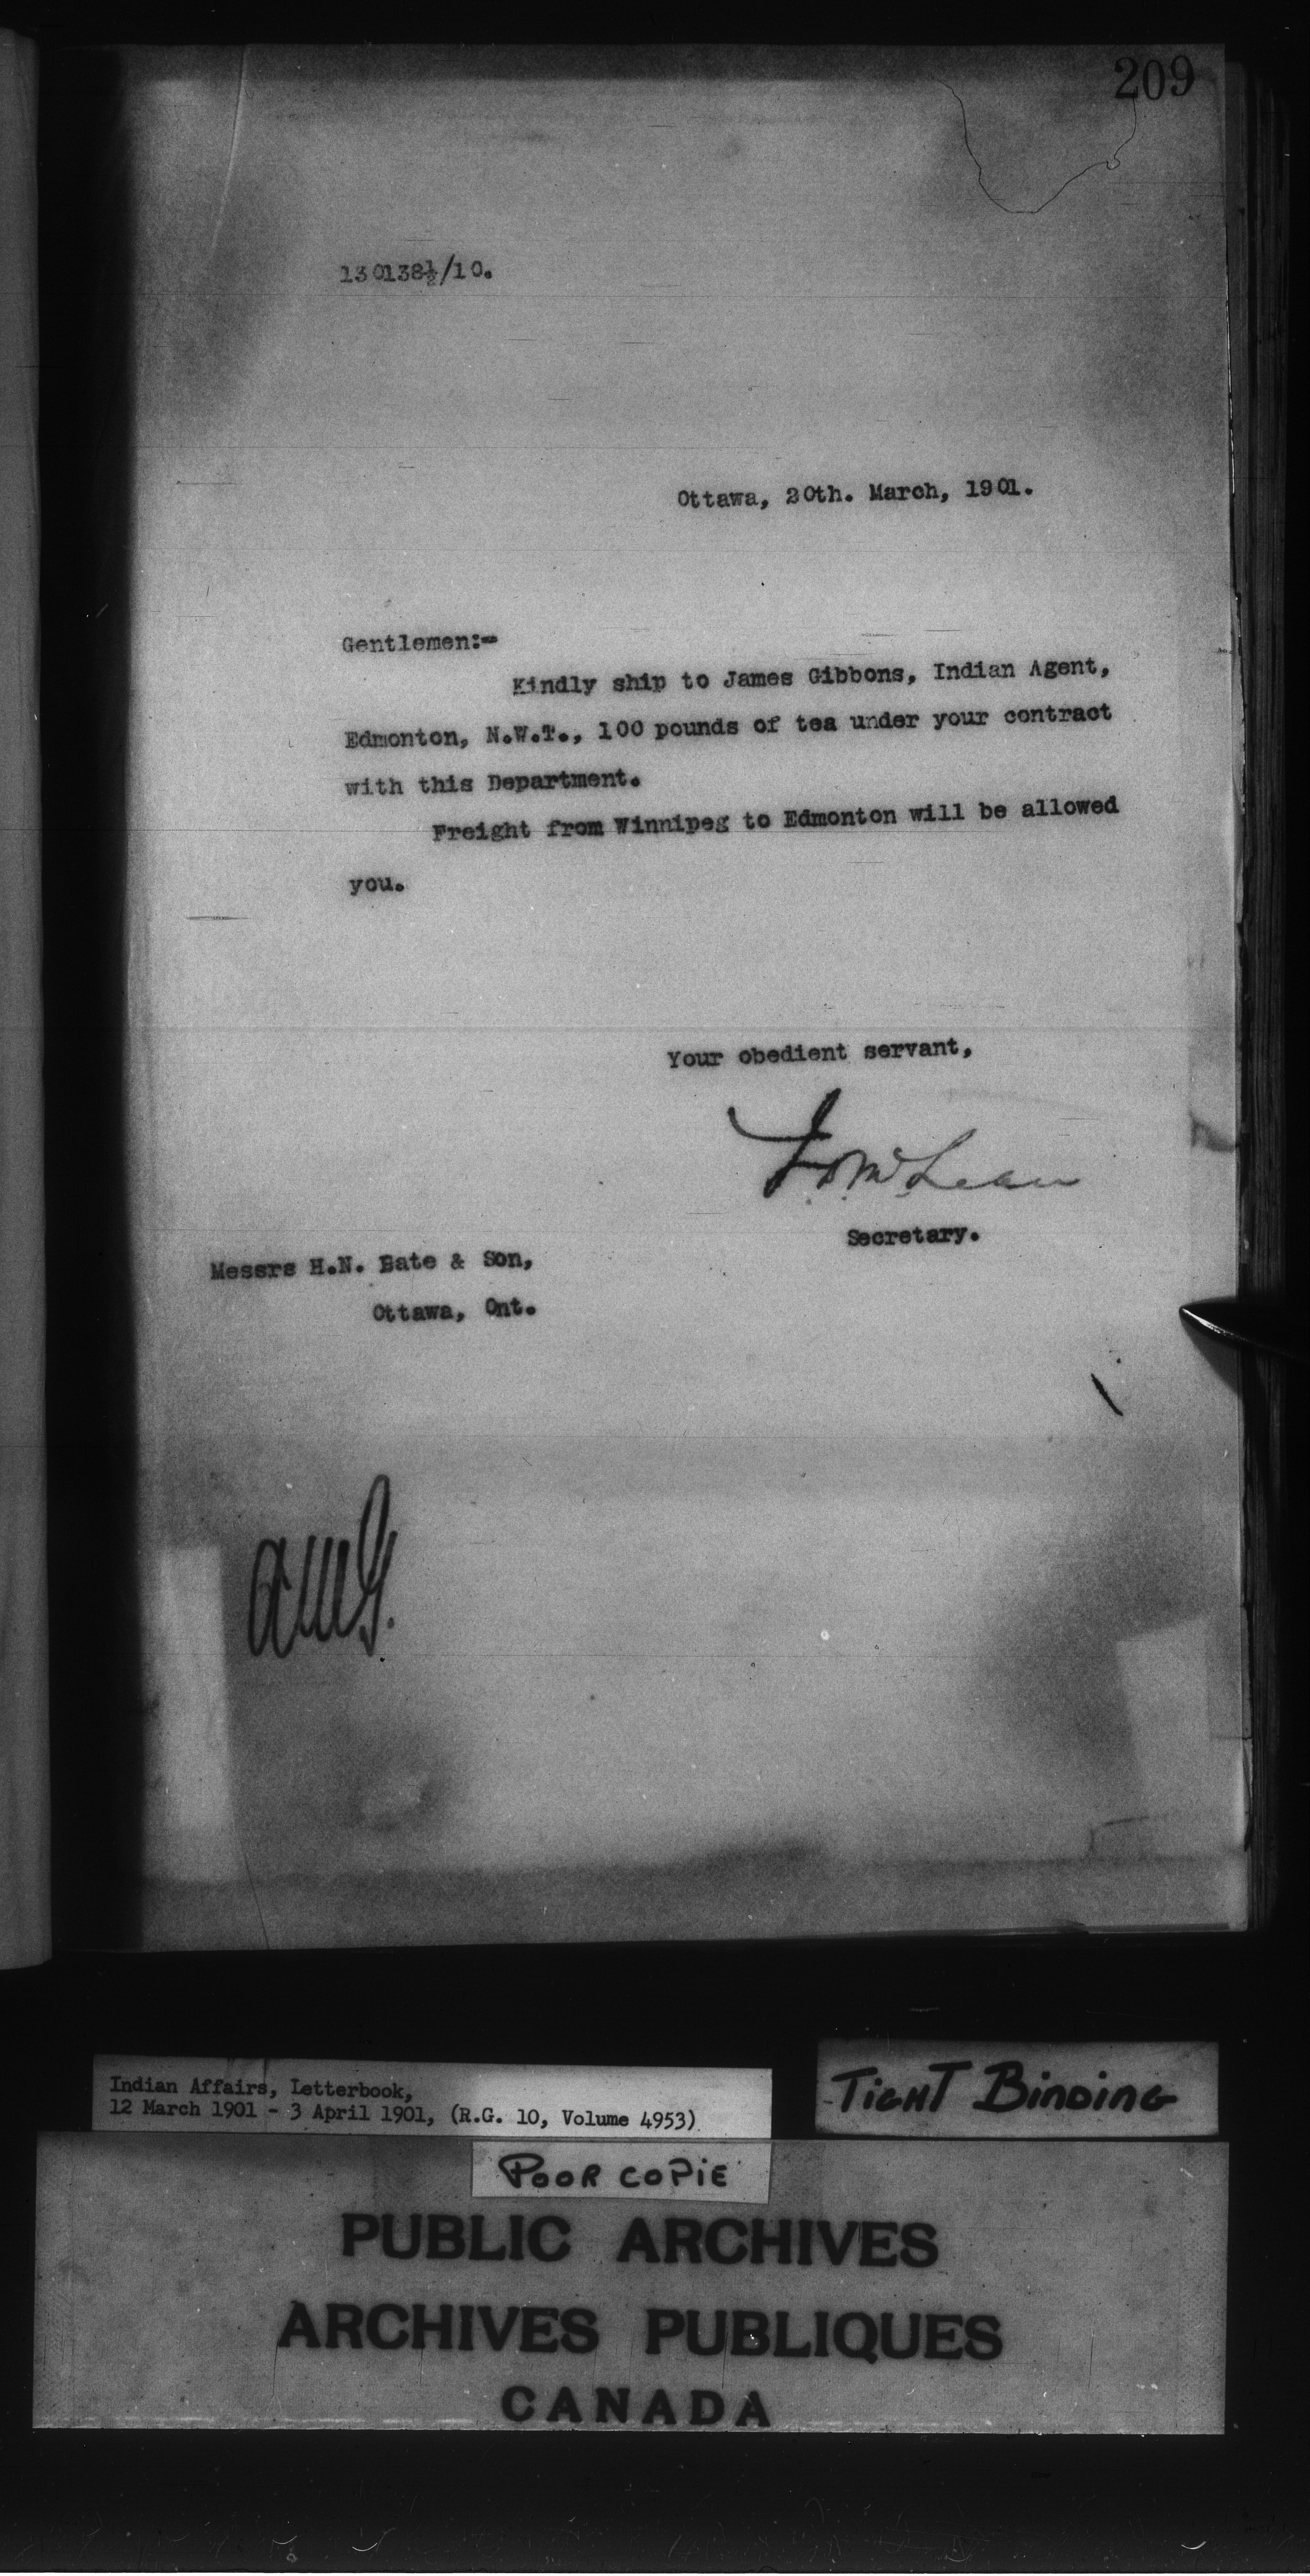 209
130138½/10.
Ottawa, 20th. March, 1901.
Gentlemen:-
Kindly ship to James Gibbons, Indian Agent,
Edmonton, N.W.T., 100 pounds of tea under your contract
with this Department.
Freight from Winnipeg to Edmonton will be allowed
you.
Your obedient servant,
J.D.McLean
Secretary.
Messrs H.N. Bate & Son,
Ottawa, Ont.
Indian Affairs, Letterbook,
12 March 1901 - 3 April 1901, (R.G. 10, Volume 4953)
TIGHT BINDING
POOR COPIE
PUBLIC ARCHIVES
ARCHIVES PUBLIQUES
CANADA